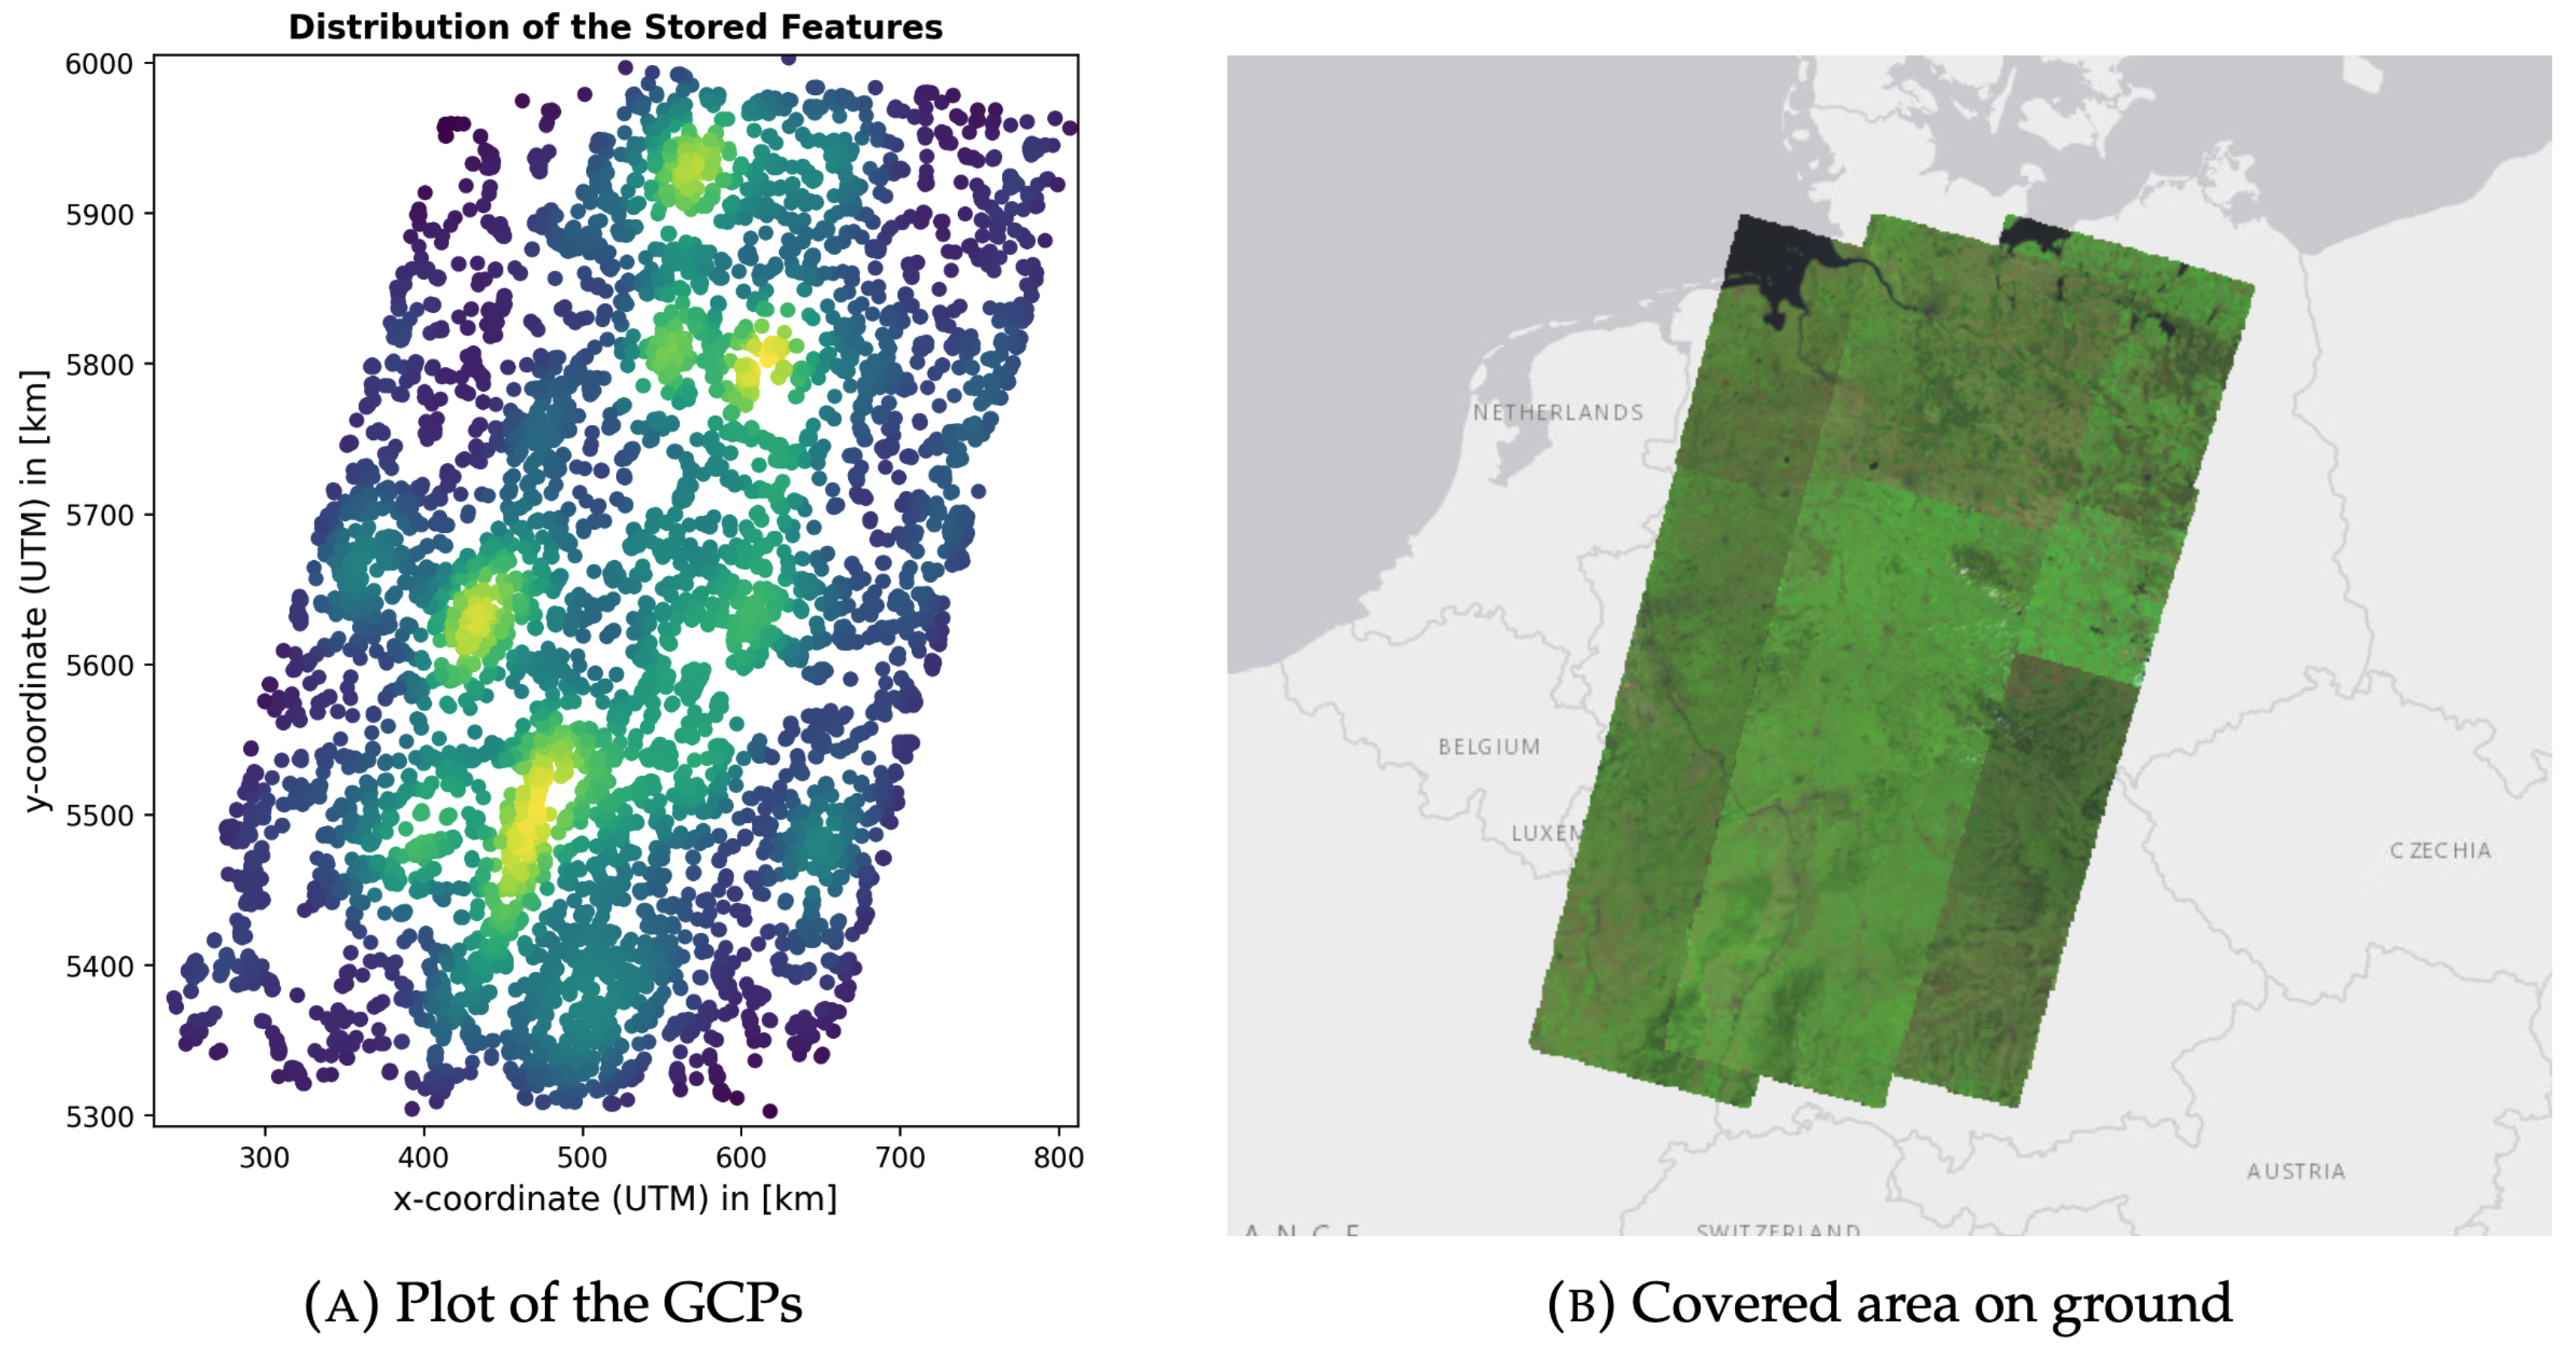 Distribution of the Stored Features
6000
5900
5800
5700
5600
5500
5400
5300
y-coordinate (UTM) in [km]
300 400 500 600 700 800
x-coordinate (UTM) in [km]
NETHERLANDS
BELGIUM
LUXEM
CZECHIA
AUSTRIA
SWITZERLAND
A N C E
(A) Plot of the GCPs
(B) Covered area on ground